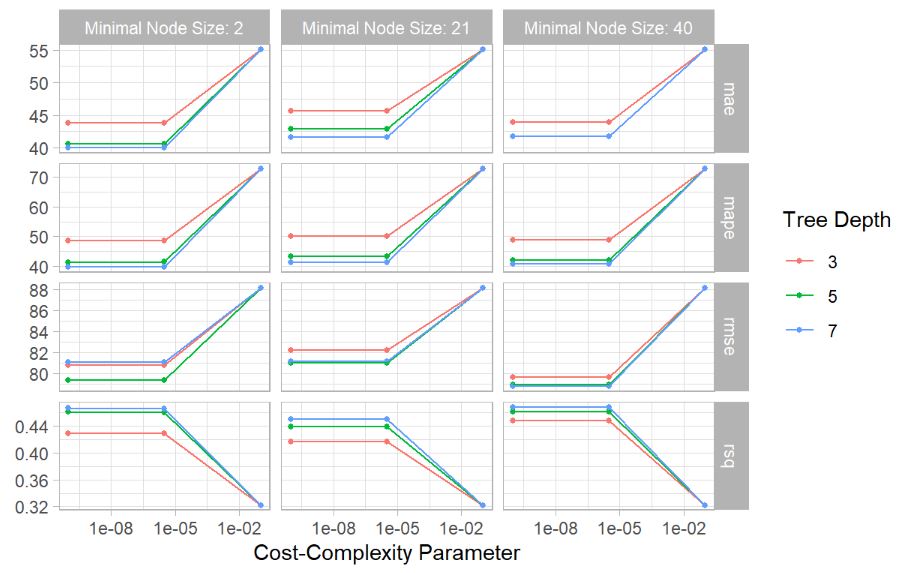 Minimal Node Size: 2 Minimal Node Size: 21 Minimal Node Size: 40
55
50
45
40
mae
70
60
50
40
mape
88
86
84
82
80
rmse
0.44
0.40
0.36
0.32
rsq
1e-08 1e-05 1e-02 1e-08 1e-05 1e-02 1e-08 1e-05 1e-02
Cost-Complexity Parameter
Tree Depth
3
5
7